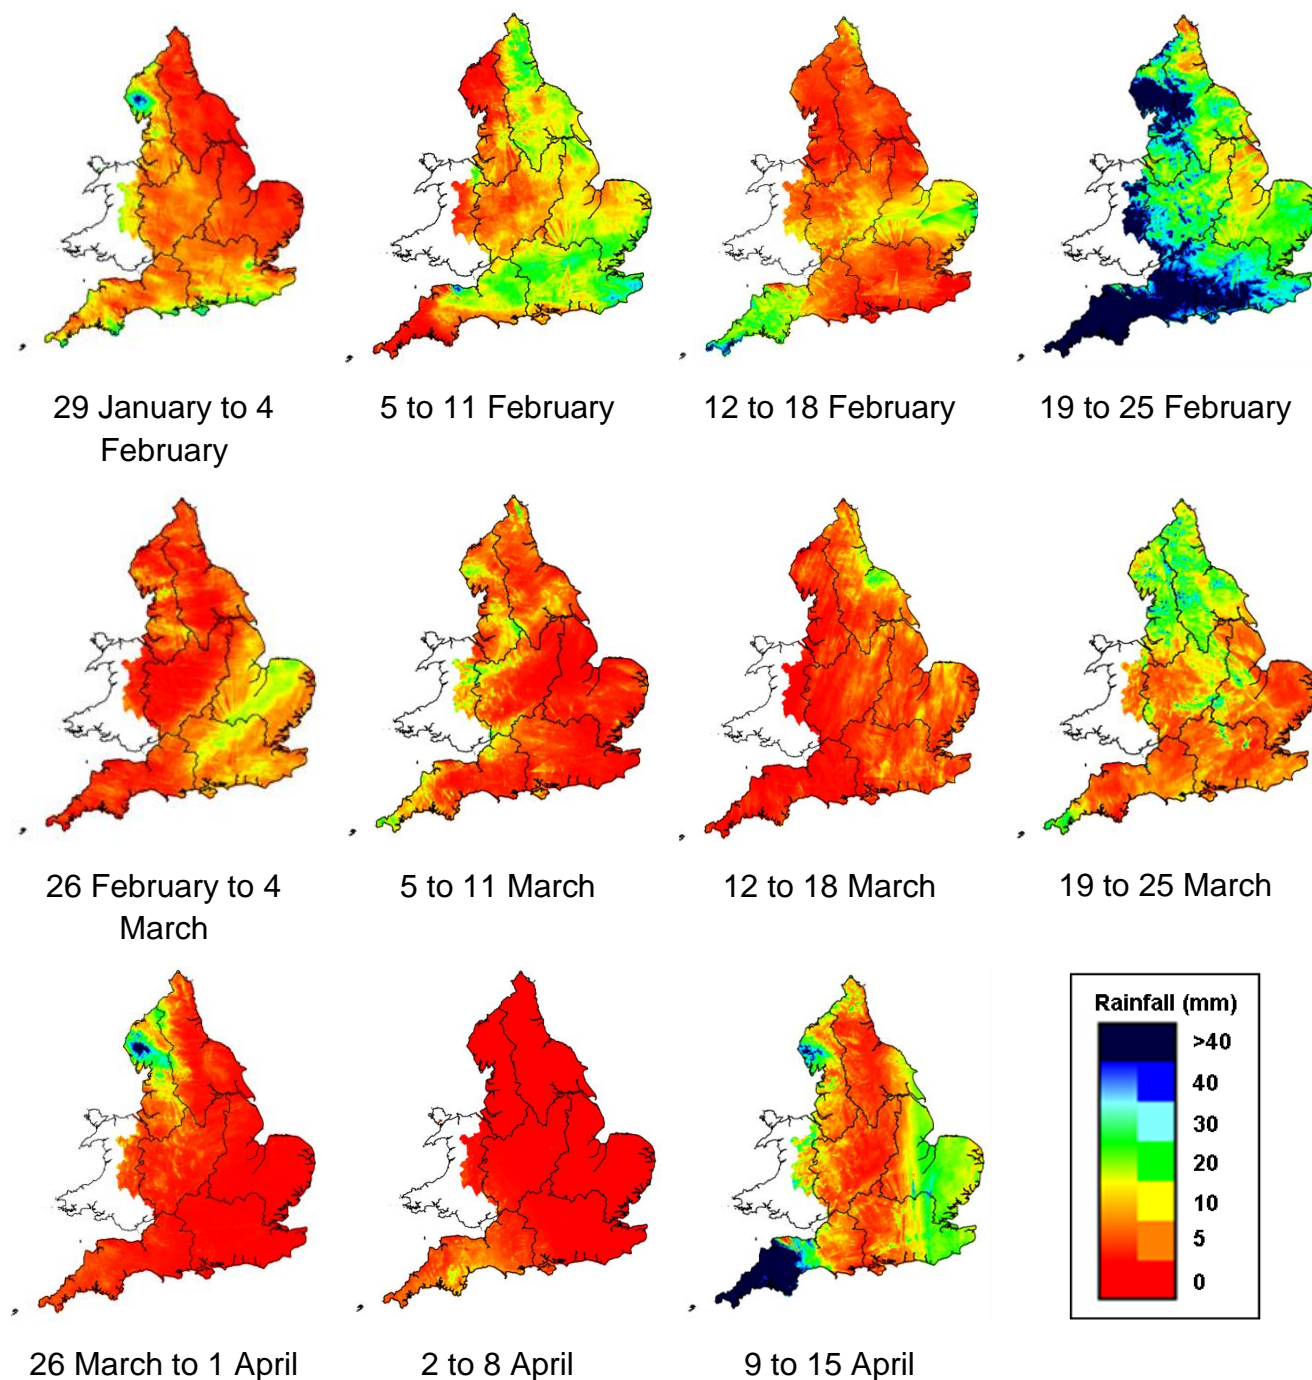 29 January to 4
February
5 to 11 February
12 to 18 February
19 to 25 February
26 February to 4
March
5 to 11 March
12 to 18 March
19 to 25 March
Rainfall (mm)
>40
40
30
20
10
5
0
26 March to 1 April
2 to 8 April
9 to 15 April